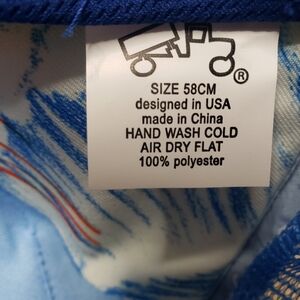 ®
SIZE 58CM
designed in USA
made in China
HAND WASH COLD
AIR DRY FLAT
100% polyester